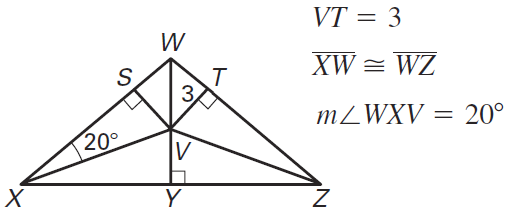 VT = 3
W
S
T
3
XW ≅ WZ
m∠WXV = 20°
20°
V
X
Y
Z